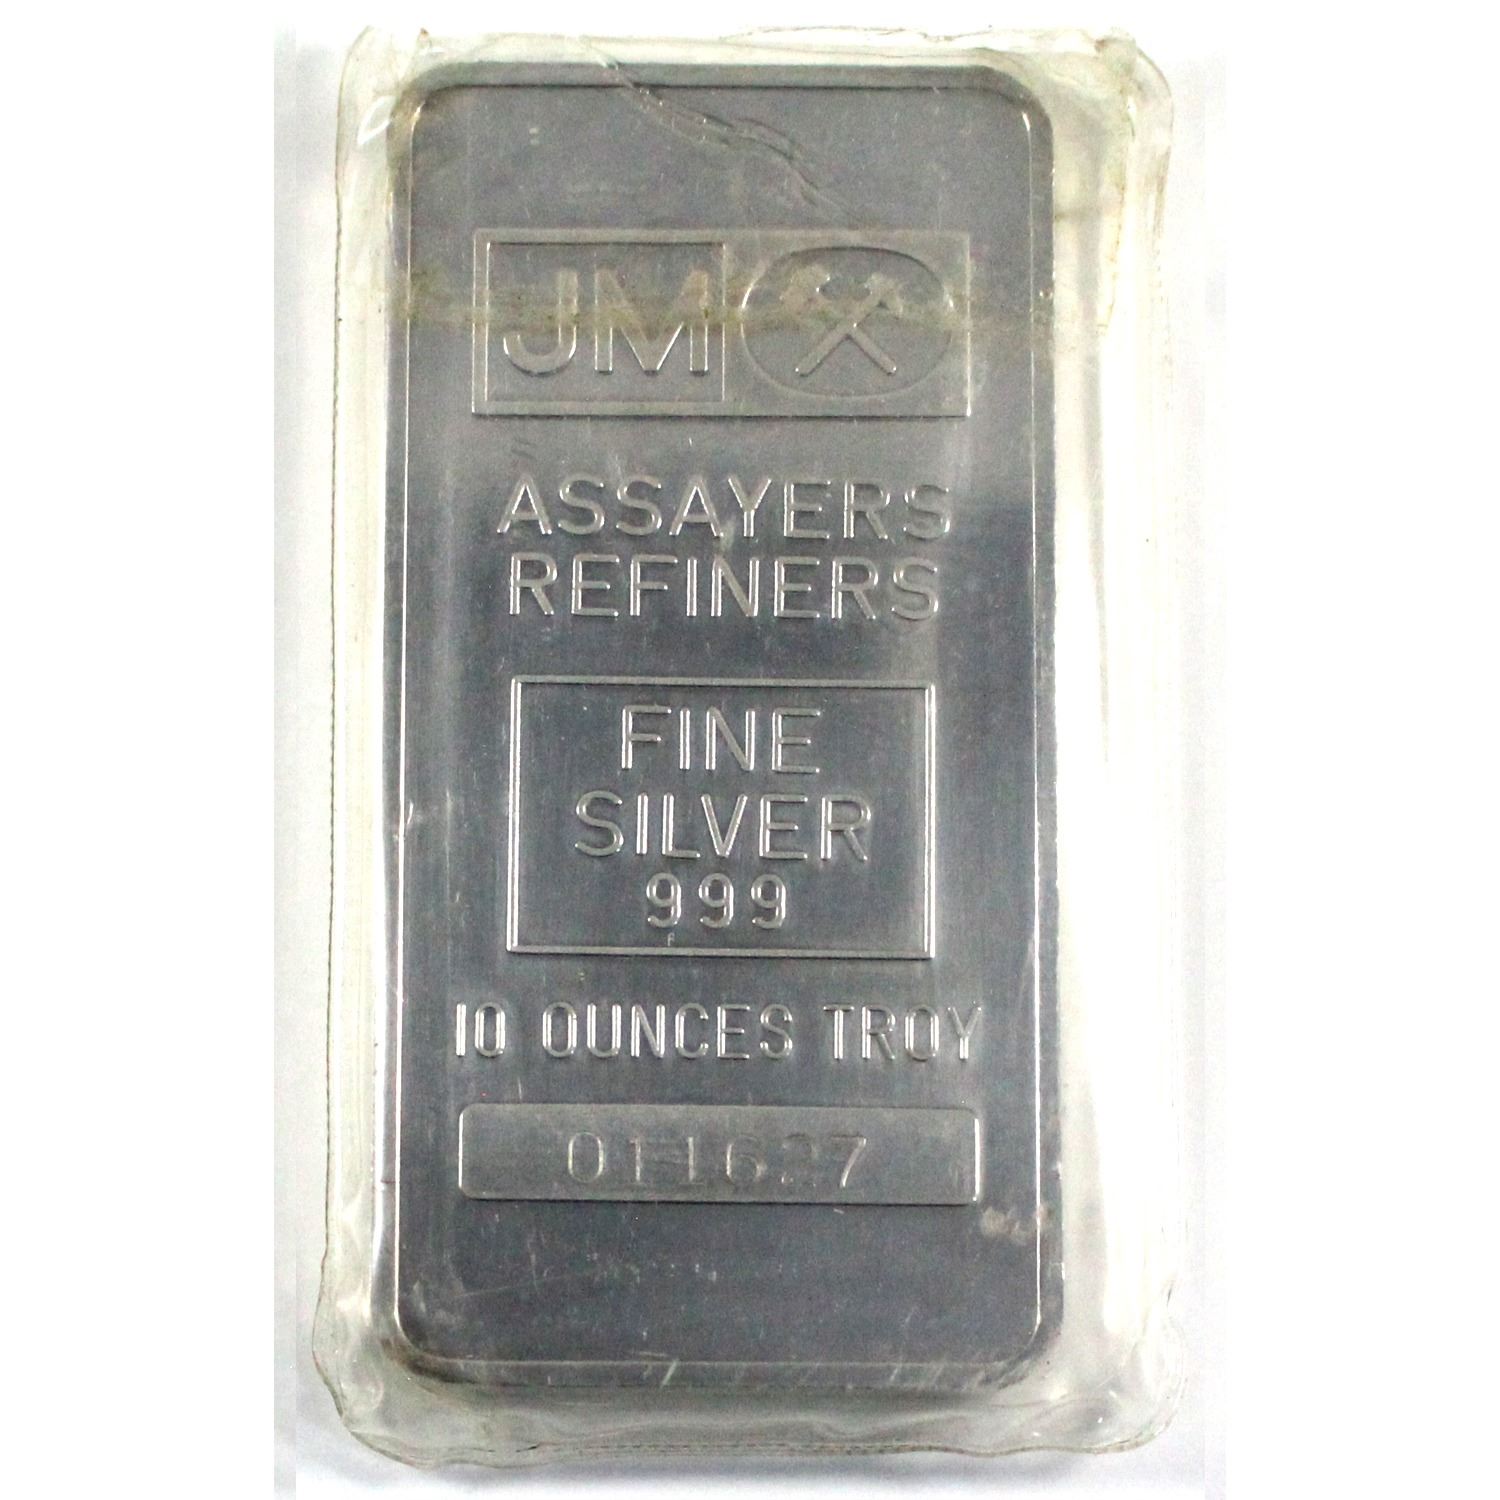 JM
ASSAYERS
REFINERS
FINE
SILVER
999
10 OUNCES TROY
011627